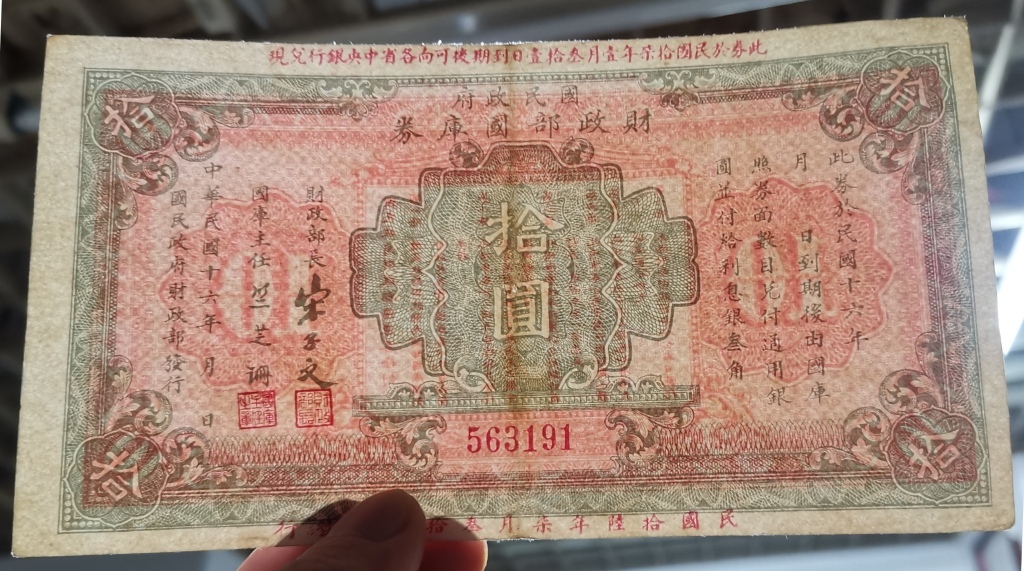 此券於民國拾柒年壹月叁拾壹日到期後可向各省中央銀行兌現
拾
拾
國民政府
財政部國庫券
此券於民國十六年
月 日到期後由國庫
照券面數目兌付通用銀
圓並付給利息銀叁角
拾圓
財政部長 宋子文
國庫主任 芝珊
中華民國十六年 月 日
國民政府財政部發行
563191
拾
拾
民國拾陸年柒月叁拾 行